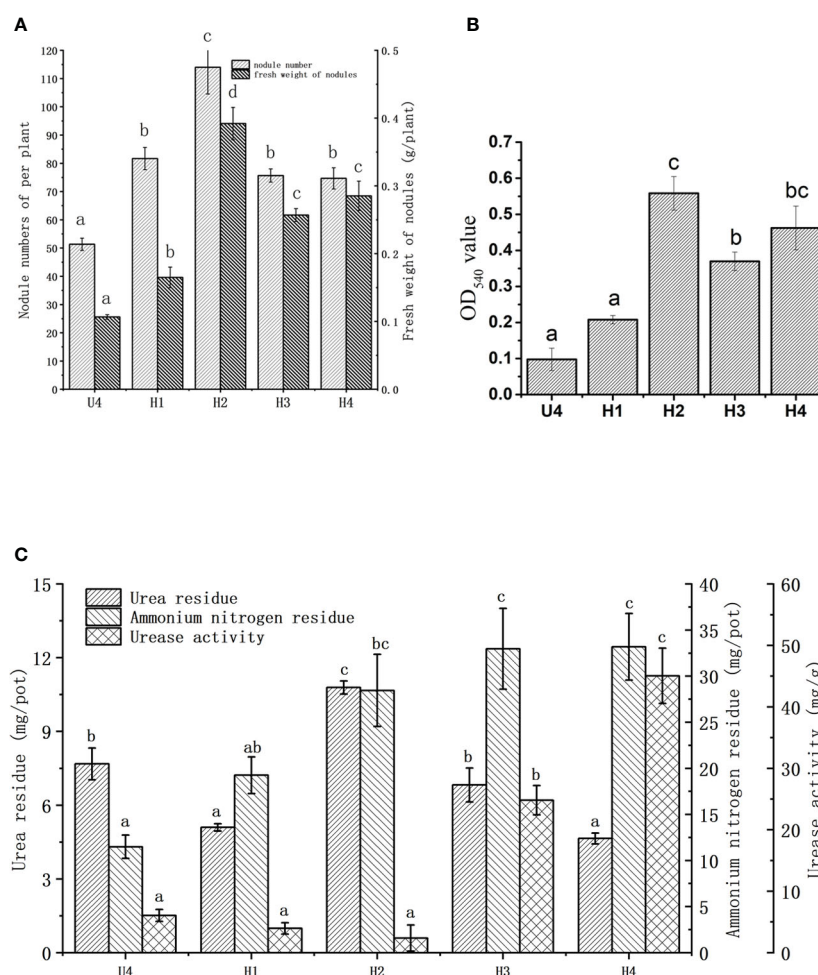 A
120
110
100
90
80
70
60
50
40
30
20
10
0
Nodule numbers of per plant
nodule number
fresh weight of nodules
a
a
b
b
c
d
b
c
b
c
0.5
0.4
0.3
0.2
0.1
0.0
Fresh weight of nodules (g/plant)
U4 H1 H2 H3 H4
B
0.7
0.6
0.5
0.4
0.3
0.2
0.1
0.0
OD540 value
a
a
c
b
bc
U4 H1 H2 H3 H4
C
15
12
9
6
3
0
Urea residue (mg/pot)
Urea residue
Ammonium nitrogen residue
Urease activity
b
a
a
a
ab
a
c
bc
a
b
c
b
a
c
c
40
35
30
25
20
15
10
5
0
Ammonium nitrogen residue (mg/pot)
60
50
40
30
20
10
0
Urease activity (mg/g)
U4 H1 H2 H3 H4